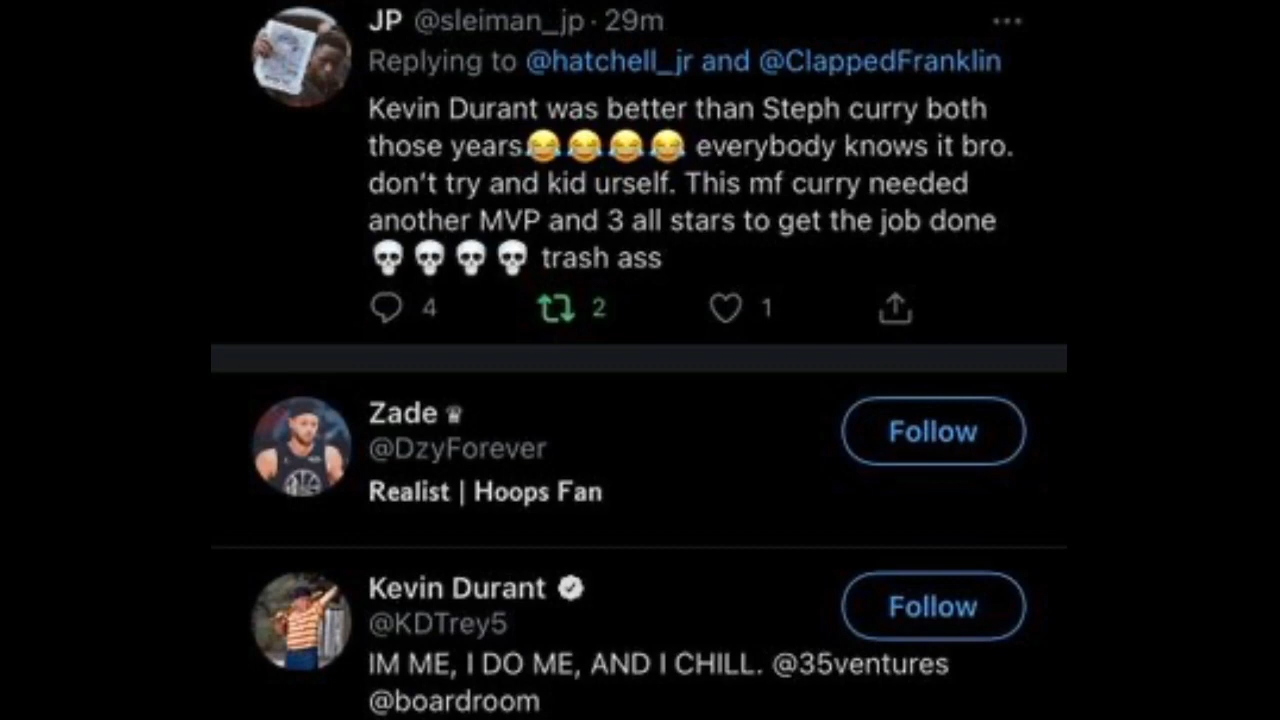 JP @sleiman_jp · 29m
Replying to @hatchell_jr and @ClappedFranklin
Kevin Durant was better than Steph curry both
those years😂😂😂😂 everybody knows it bro.
don't try and kid urself. This mf curry needed
another MVP and 3 all stars to get the job done
💀💀💀💀 trash ass
4 2 1
Zade ♛
@DzyForever
Follow
Realist | Hoops Fan
Kevin Durant
@KDTrey5
Follow
IM ME, I DO ME, AND I CHILL. @35ventures
@boardroom